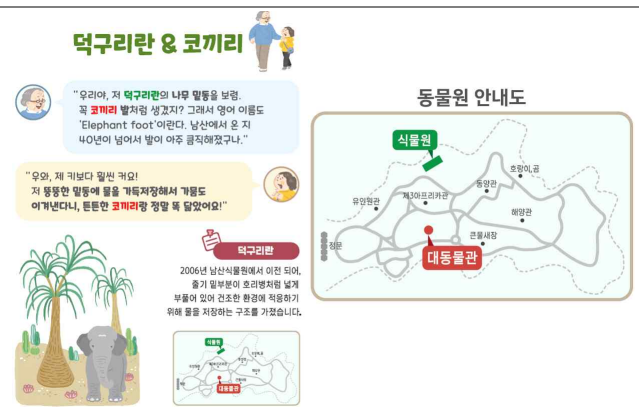 덕구리란 & 코끼리
"우리야, 저 덕구리란의 나무 밑동을 보렴.
꼭 코끼리 발처럼 생겼지? 그래서 영어 이름도
'Elephant foot'이란다. 남산에서 온 지
40년이 넘어서 발이 아주 큼직해졌구나."
"우와, 제 키보다 훨씬 커요!
저 뚱뚱한 밑동에 물을 가득저장해서 가뭄도
이겨낸다니, 튼튼한 코끼리랑 정말 똑 닮았어요!"
덕구리란
2006년 남산식물원에서 이전 되어,
줄기 밑부분이 호리병처럼 넓게
부풀어 있어 건조한 환경에 적응하기
위해 물을 저장하는 구조를 가졌습니다.
식물원
대동물관
동물원 안내도
식물원
호랑이,곰
동양관
제3아프리카관
유인원관
해양관
큰물새장
정문
대동물관